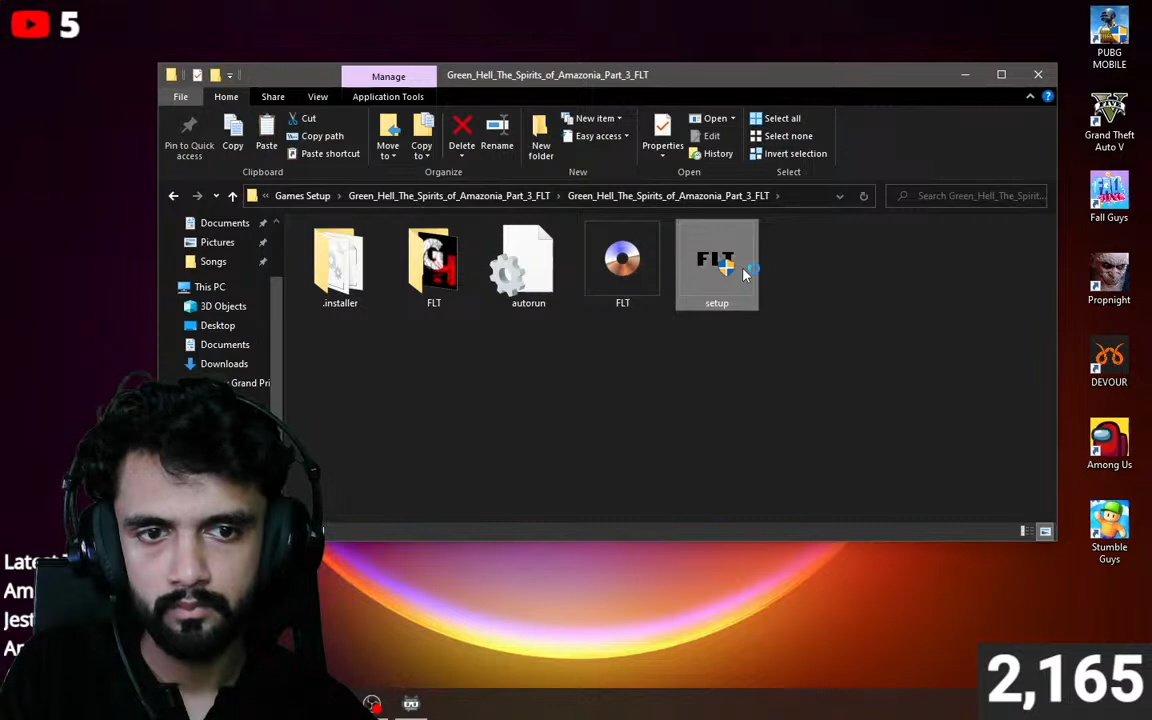 5
Manage
Green_Hell_The_Spirits_of_Amazonia_Part_3_FLT
File
Home
Share
View
Application Tools
Pin to Quick access
Copy
Paste
Cut
Copy path
Paste shortcut
Clipboard
Move to
Copy to
Delete
Rename
Organize
New folder
New item
Easy access
New
Properties
Open
Edit
History
Open
Select all
Select none
Invert selection
Select
« Games Setup > Green_Hell_The_Spirits_of_Amazonia_Part_3_FLT > Green_Hell_The_Spirits_of_Amazonia_Part_3_FLT >
Search Green_Hell_The_Spirit...
Documents
Pictures
Songs
This PC
3D Objects
Desktop
Documents
Downloads
Grand Pri
.installer
FLT
autorun
FLT
FLT
setup
PUBG MOBILE
Grand Theft Auto V
Fall Guys
Propnight
DEVOUR
Among Us
Stumble Guys
Am
Jest
2,165